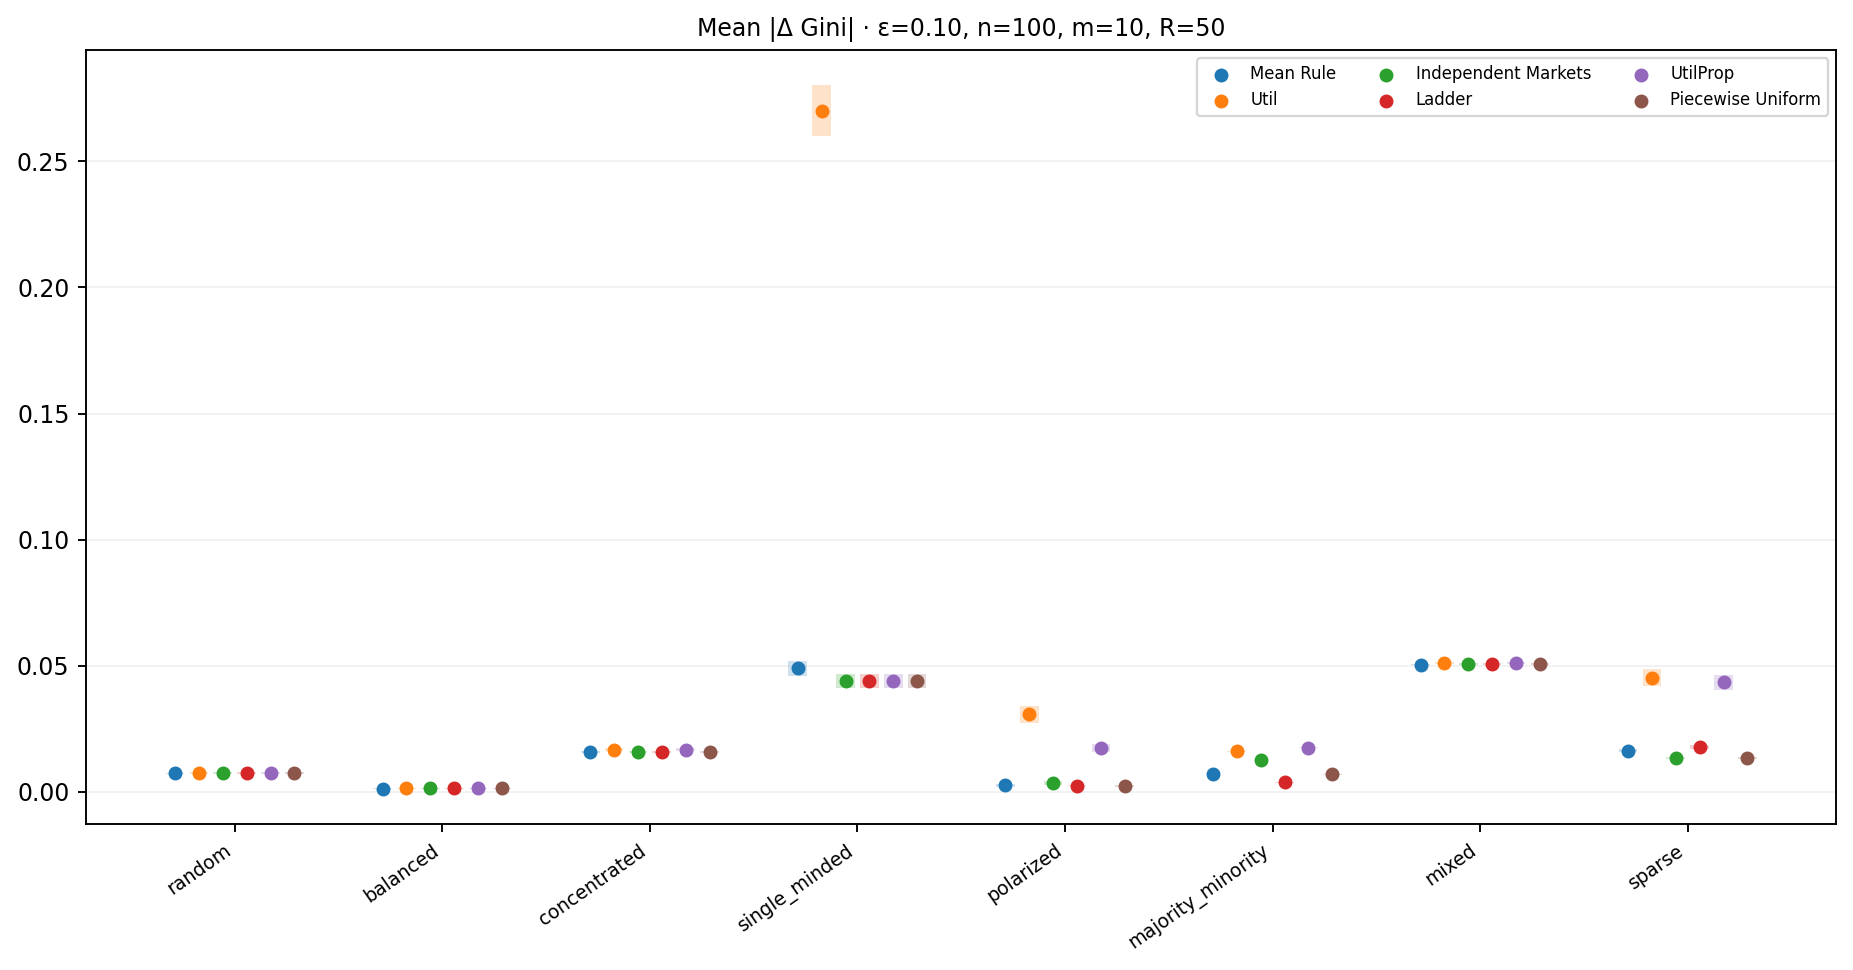 Mean |Δ Gini| · ε=0.10, n=100, m=10, R=50
Mean Rule
Util
Independent Markets
Ladder
UtilProp
Piecewise Uniform
0.25
0.20
0.15
0.10
0.05
0.00
random
balanced
concentrated
single_minded
polarized
majority_minority
mixed
sparse